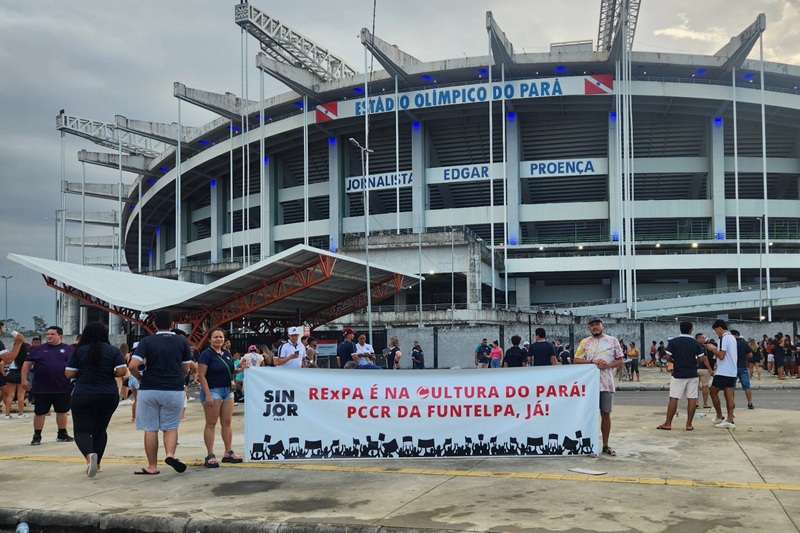 ESTÁDIO OLÍMPICO DO PARÁ
JORNALISTA EDGAR PROENÇA
SIN
JOR
PARÁ
RExPA É NA CULTURA DO PARÁ!
PCCR DA FUNTELPA, JÁ!